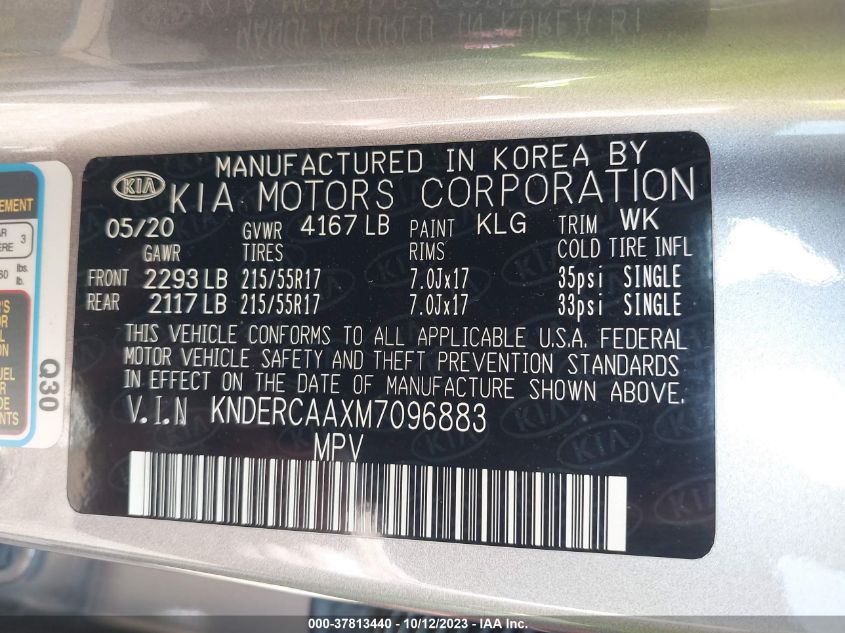 MANUFACTURED IN KOREA BY
KIA KIA MOTORS CORPORATION
05/20 GVWR 4167 LB PAINT KLG TRIM WK
GAWR TIRES RIMS COLD TIRE INFL
FRONT 2293 LB 215/55R17 7.0Jx17 35psi SINGLE
REAR 2117 LB 215/55R17 7.0Jx17 33psi SINGLE
THIS VEHICLE CONFORMS TO ALL APPLICABLE U.S.A. FEDERAL
MOTOR VEHICLE SAFETY AND THEFT PREVENTION STANDARDS
IN EFFECT ON THE DATE OF MANUFACTURE SHOWN ABOVE.
V.I.N KNDERCAAXM7096883
MPV
Q30
000-37813440 - 10/12/2023 - IAA Inc.